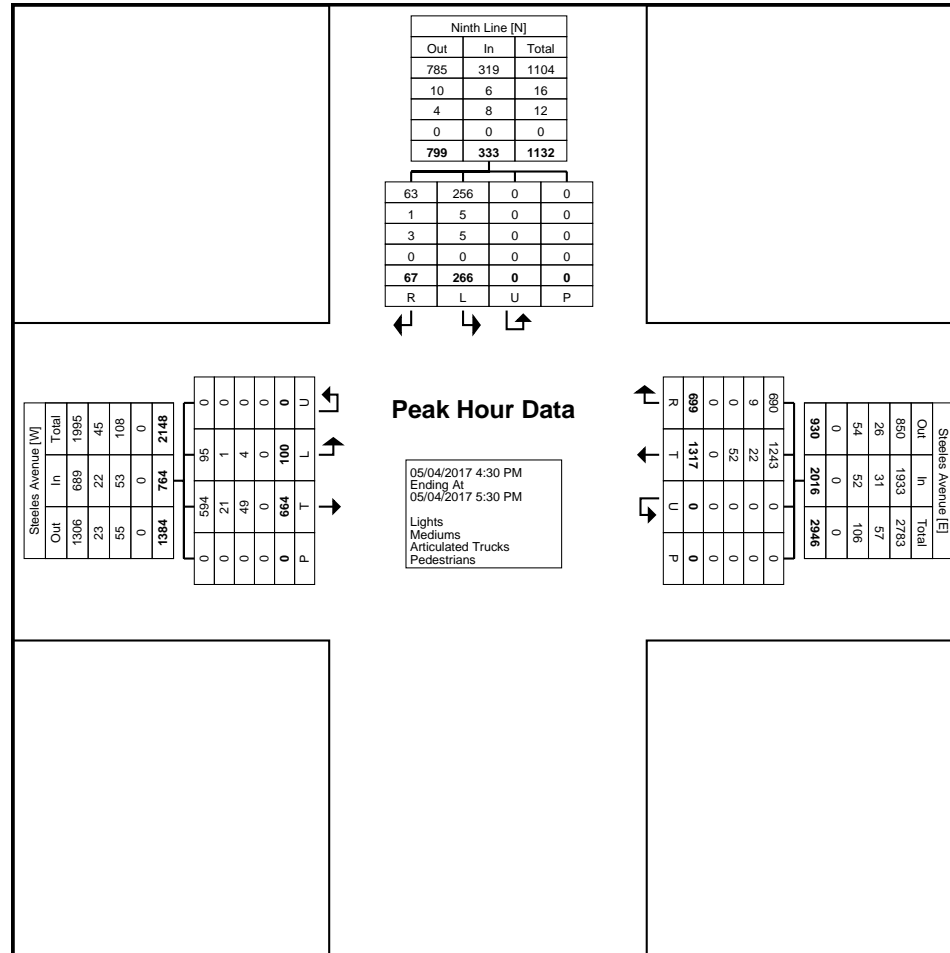 Ninth Line [N]
Out In Total
785 319 1104
10 6 16
4 8 12
0 0 0
799 333 1132
63 256 0 0
1 5 0 0
3 5 0 0
0 0 0 0
67 266 0 0
R L U P
Steeles Avenue [W]
Total In Out
1995 689 1306
45 22 23
108 53 55
0 0 0
2148 764 1384
0 95 594 0
0 1 21 0
0 4 49 0
0 0 0 0
0 100 664 0
U L T P
Peak Hour Data
05/04/2017 4:30 PM
Ending At
05/04/2017 5:30 PM
Lights
Mediums
Articulated Trucks
Pedestrians
Steeles Avenue [E]
Out In Total
850 1933 2783
26 31 57
54 52 106
0 0 0
930 2016 2946
690 1243 0 0
9 22 0 0
0 52 0 0
0 0 0 0
699 1317 0 0
R T U P